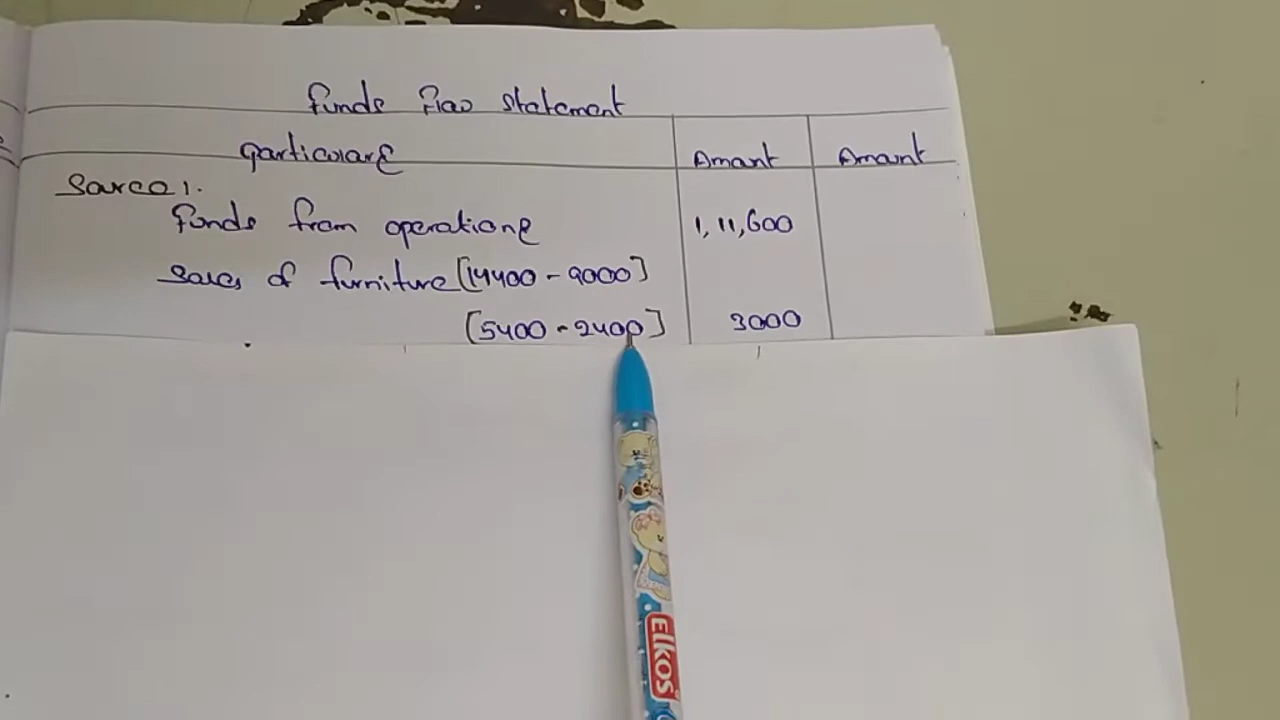 Funds Flow Statement
Particulars
Amount
Amount
Source:
Funds from operations
1,11,600
Sales of furniture [14400 - 9000]
[5400 - 2400]
3000
ELKOS